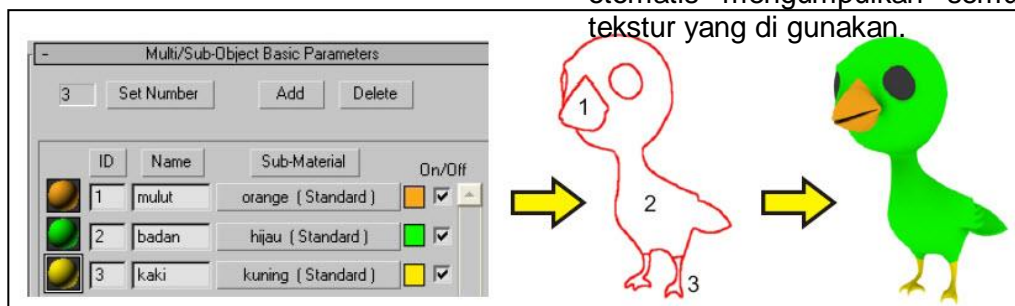 tekstur yang di gunakan.
- Multi/Sub-Object Basic Parameters
3 Set Number Add Delete
ID Name Sub-Material On/Off
1 mulut orange ( Standard )
2 badan hijau ( Standard )
3 kaki kuning ( Standard )
1
2
3